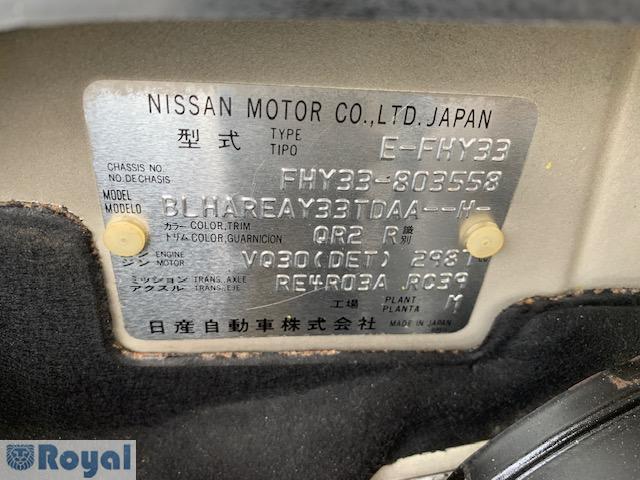 NISSAN MOTOR CO.,LTD. JAPAN
型式 TYPE TIPO E-FHY33
CHASSIS NO. NO.DE CHASIS FHY33-803558
MODEL MODELO BLHAREAY33TDAA--H-
カラー COLOR,TRIM トリム COLOR,GUARNICION QR2 R 識別
ENGINE MOTOR VQ30(DET) 2987
ミッション TRANS. AXLE アクスル TRANS. EJE RE4R03A RC39
工場 PLANT PLANTA M
日産自動車株式会社 MADE IN JAPAN
Royal